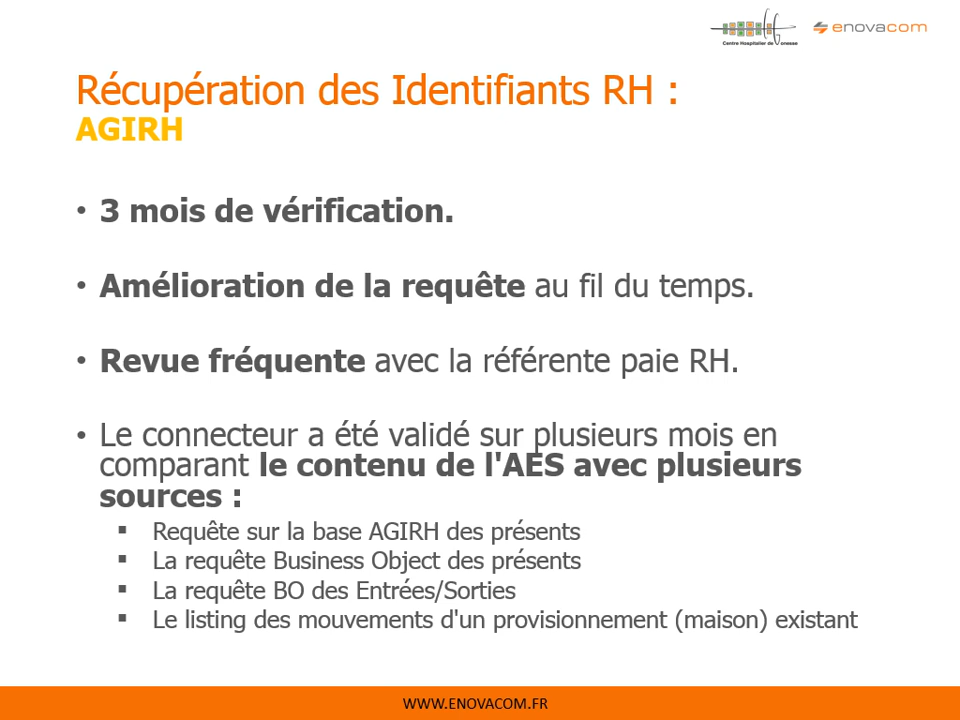 Centre Hospitalier de Gonesse
enovacom
Récupération des Identifiants RH :
AGIRH
• 3 mois de vérification.
• Amélioration de la requête au fil du temps.
• Revue fréquente avec la référente paie RH.
• Le connecteur a été validé sur plusieurs mois en
comparant le contenu de l'AES avec plusieurs
sources :
▪ Requête sur la base AGIRH des présents
▪ La requête Business Object des présents
▪ La requête BO des Entrées/Sorties
▪ Le listing des mouvements d'un provisionnement (maison) existant
WWW.ENOVACOM.FR